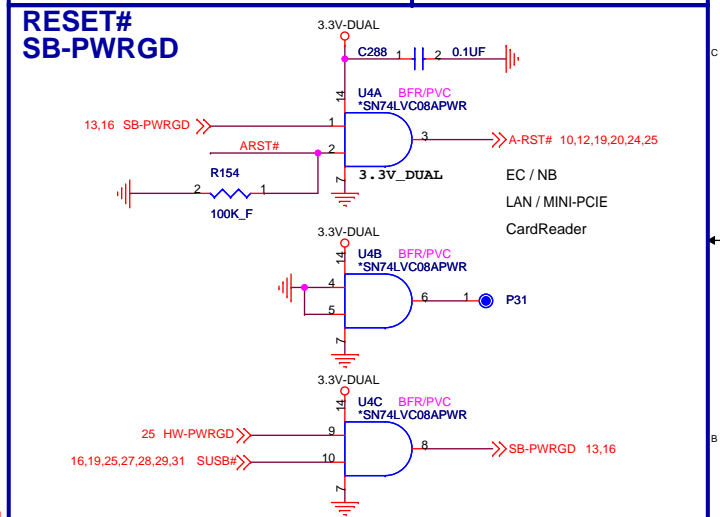 RESET#
SB-PWRGD
3.3V-DUAL
C288 1 2 0.1UF
C
14 U4A BFR/PVC
*SN74LVC08APWR
13,16 SB-PWRGD 1
3 A-RST# 10,12,19,20,24,25
ARST# 2
R154 7 3.3V_DUAL EC / NB
2 1
100K_F
LAN / MINI-PCIE
CardReader
3.3V-DUAL
14 U4B BFR/PVC
*SN74LVC08APWR
4
6 1 P31
5
7
3.3V-DUAL
14 U4C BFR/PVC
*SN74LVC08APWR
25 HW-PWRGD 9
B
8 SB-PWRGD 13,16
16,19,25,27,28,29,31 SUSB# 10
7